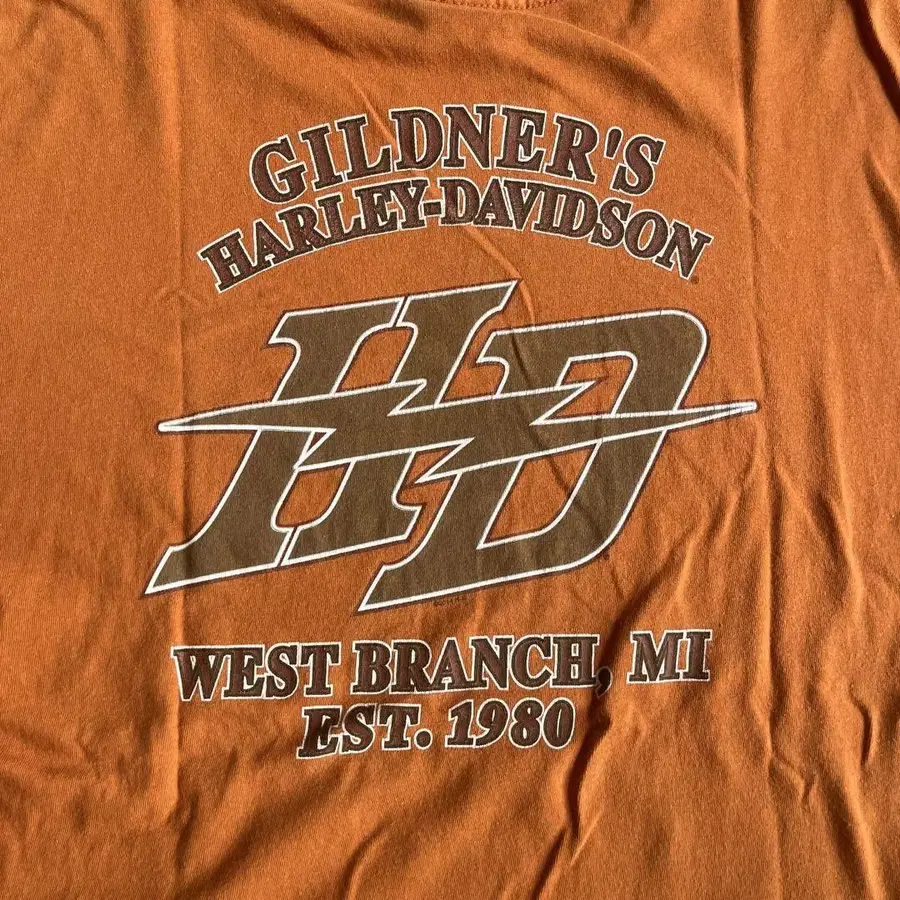 GILDNER'S
HARLEY-DAVIDSON
HD
WEST BRANCH, MI
EST. 1980